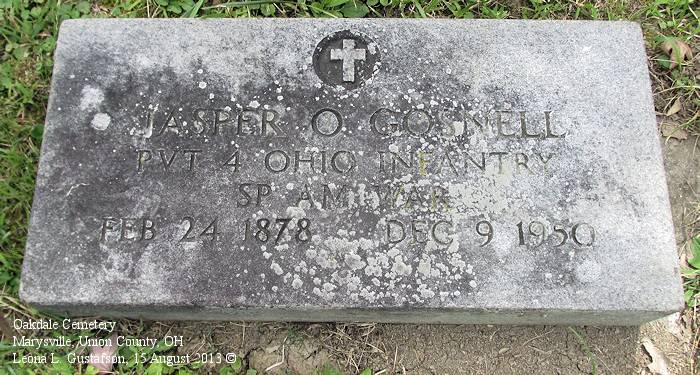 JASPER O GOSNELL
PVT 4 OHIO INFANTRY
SP AM WAR
FEB 24 1878 DEC 9 1950
Oakdale Cemetery
Marysville, Union County, OH
Leona L. Gustafson, 15 August 2013 ©